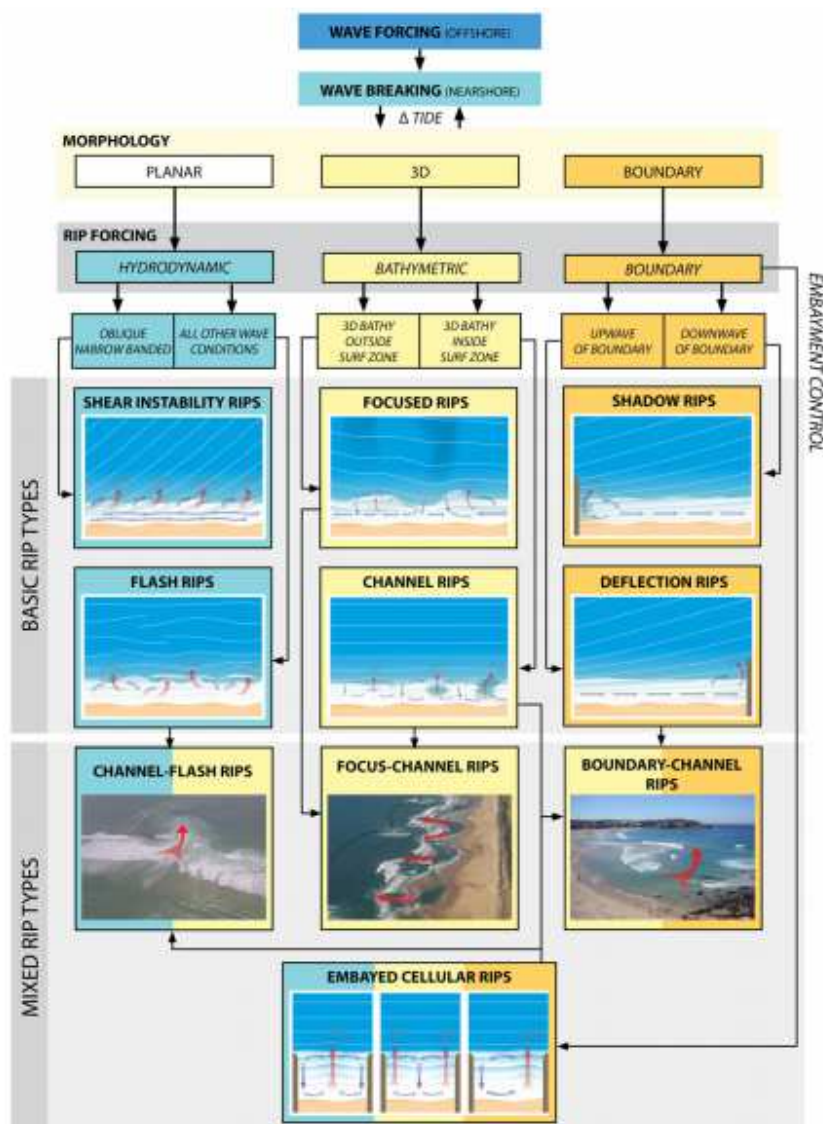 WAVE FORCING (OFFSHORE)
WAVE BREAKING (NEARSHORE)
Δ TIDE
MORPHOLOGY
PLANAR
3D
BOUNDARY
RIP FORCING
HYDRODYNAMIC
BATHYMETRIC
BOUNDARY
EMBAYMENT CONTROL
OBLIQUE
NARROW BANDED
ALL OTHER WAVE
CONDITIONS
3D BATHY
OUTSIDE
SURF ZONE
3D BATHY
INSIDE
SURF ZONE
UPWAVE
OF BOUNDARY
DOWNWAVE
OF BOUNDARY
BASIC RIP TYPES
SHEAR INSTABILITY RIPS
FOCUSED RIPS
SHADOW RIPS
FLASH RIPS
CHANNEL RIPS
DEFLECTION RIPS
MIXED RIP TYPES
CHANNEL-FLASH RIPS
FOCUS-CHANNEL RIPS
BOUNDARY-CHANNEL
RIPS
EMBAYED CELLULAR RIPS